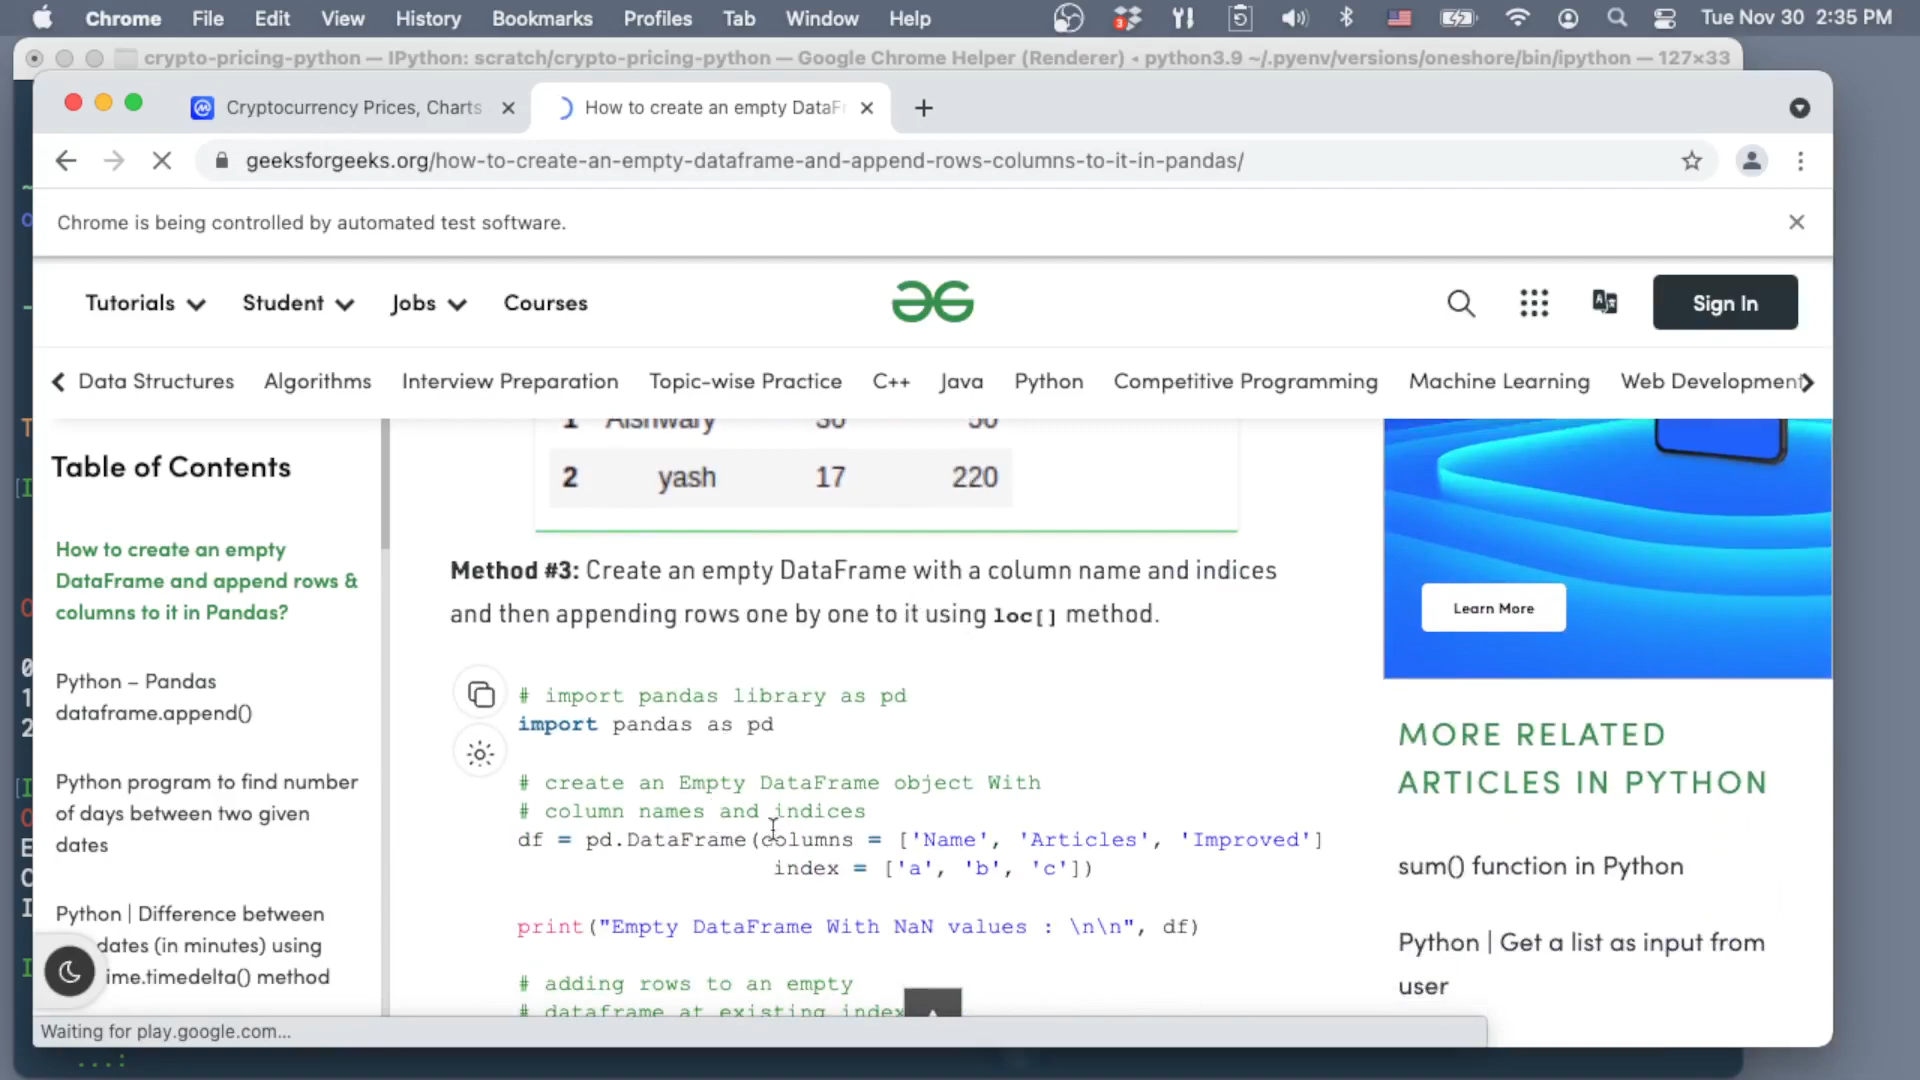 Chrome File Edit View History Bookmarks Profiles Tab Window Help 3 Tue Nov 30 2:35 PM
crypto-pricing-python — IPython: scratch/crypto-pricing-python — Google Chrome Helper (Renderer) ◂ python3.9 ~/.pyenv/versions/oneshore/bin/ipython — 127×33
Cryptocurrency Prices, Charts How to create an empty DataF
geeksforgeeks.org/how-to-create-an-empty-dataframe-and-append-rows-columns-to-it-in-pandas/
Chrome is being controlled by automated test software.
Tutorials Student Jobs Courses Sign In
Data Structures Algorithms Interview Preparation Topic-wise Practice C++ Java Python Competitive Programming Machine Learning Web Development
Table of Contents
How to create an empty
DataFrame and append rows &
columns to it in Pandas?
Python – Pandas
dataframe.append()
Python program to find number
of days between two given
dates
Python | Difference between
dates (in minutes) using
ime.timedelta() method
1 Aishwary 30 50
2 yash 17 220
Method #3: Create an empty DataFrame with a column name and indices
and then appending rows one by one to it using loc[] method.
# import pandas library as pd
import pandas as pd
# create an Empty DataFrame object With
# column names and indices
df = pd.DataFrame(columns = ['Name', 'Articles', 'Improved']
index = ['a', 'b', 'c'])
print("Empty DataFrame With NaN values : \n\n", df)
# adding rows to an empty
# dataframe at existing index
Learn More
MORE RELATED
ARTICLES IN PYTHON
sum() function in Python
Python | Get a list as input from
user
Waiting for play.google.com...
...: